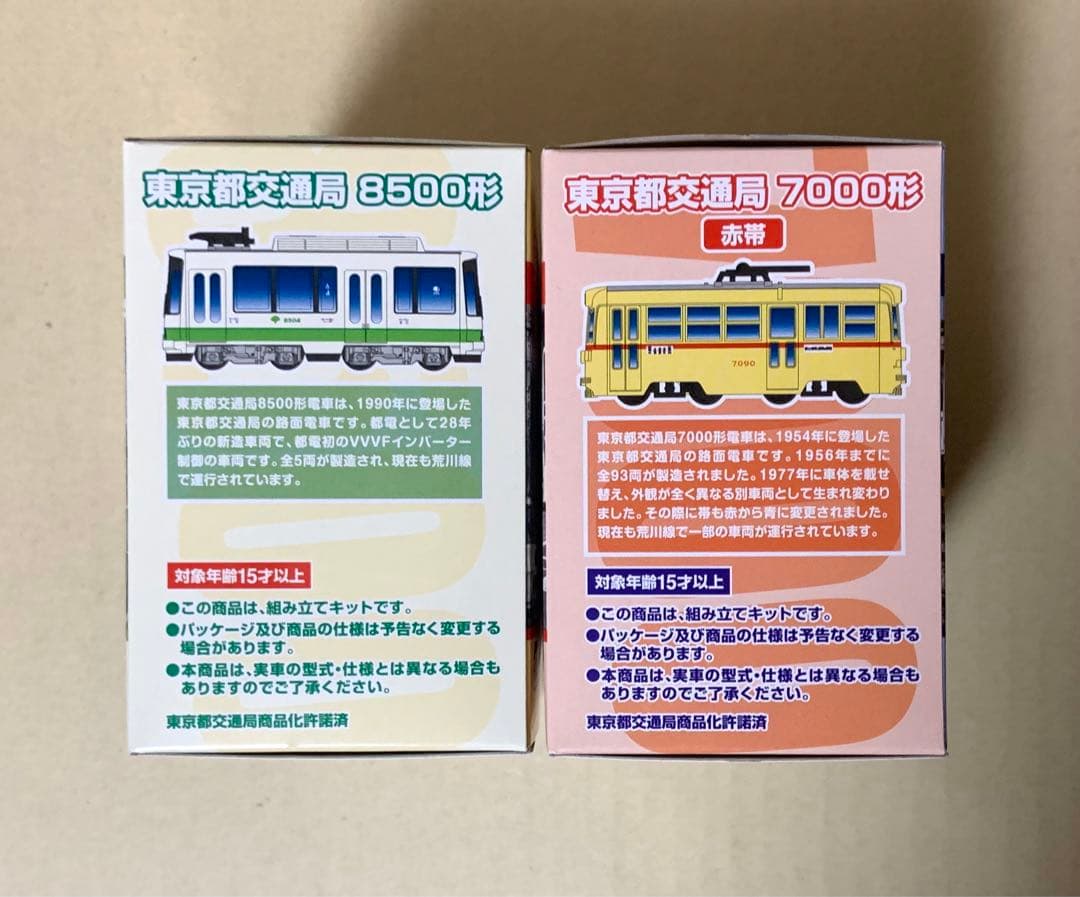 東京都交通局 8500形
8504
東京都交通局8500形電車は、1990年に登場した
東京都交通局の路面電車です。都電として28年
ぶりの新造車両で、都電初のVVVFインバーター
制御の車両です。全5両が製造され、現在も荒川線
で運行されています。
対象年齢15才以上
●この商品は、組み立てキットです。
●パッケージ及び商品の仕様は予告なく変更する
場合があります。
●本商品は、実車の型式・仕様とは異なる場合も
ありますのでご了承ください。
東京都交通局商品化許諾済
東京都交通局 7000形
赤帯
7090
東京都交通局7000形電車は、1954年に登場した
東京都交通局の路面電車です。1956年までに
全93両が製造されました。1977年に車体を載せ
替え、外観が全く異なる別車両として生まれ変わり
ました。その際に帯も赤から青に変更されました。
現在も荒川線で一部の車両が運行されています。
対象年齢15才以上
●この商品は、組み立てキットです。
●パッケージ及び商品の仕様は予告なく変更する
場合があります。
●本商品は、実車の型式・仕様とは異なる場合も
ありますのでご了承ください。
東京都交通局商品化許諾済